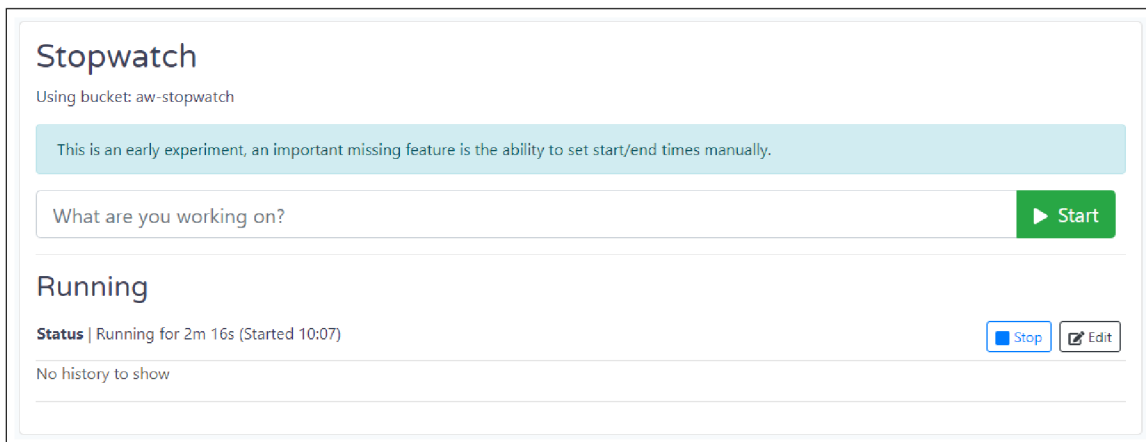 Stopwatch
Using bucket: aw-stopwatch
This is an early experiment, an important missing feature is the ability to set start/end times manually.
What are you working on? Start
Running
Status | Running for 2m 16s (Started 10:07) Stop Edit
No history to show